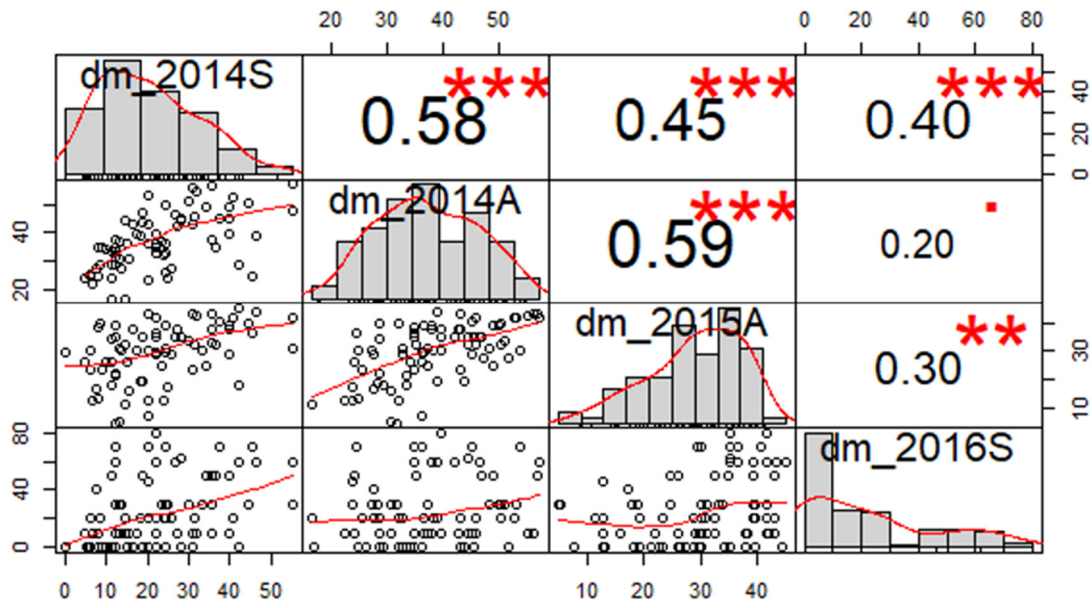 20 30 40 50 0 20 40 60 80
dm_2014S *** 0.58 *** 0.45 *** 0.40 0 20 40
20 40 dm_2014A *** 0.59 . 0.20
dm_2015A ** 0.30 10 30
0 40 80 dm_2016S
0 10 20 30 40 50 10 20 30 40